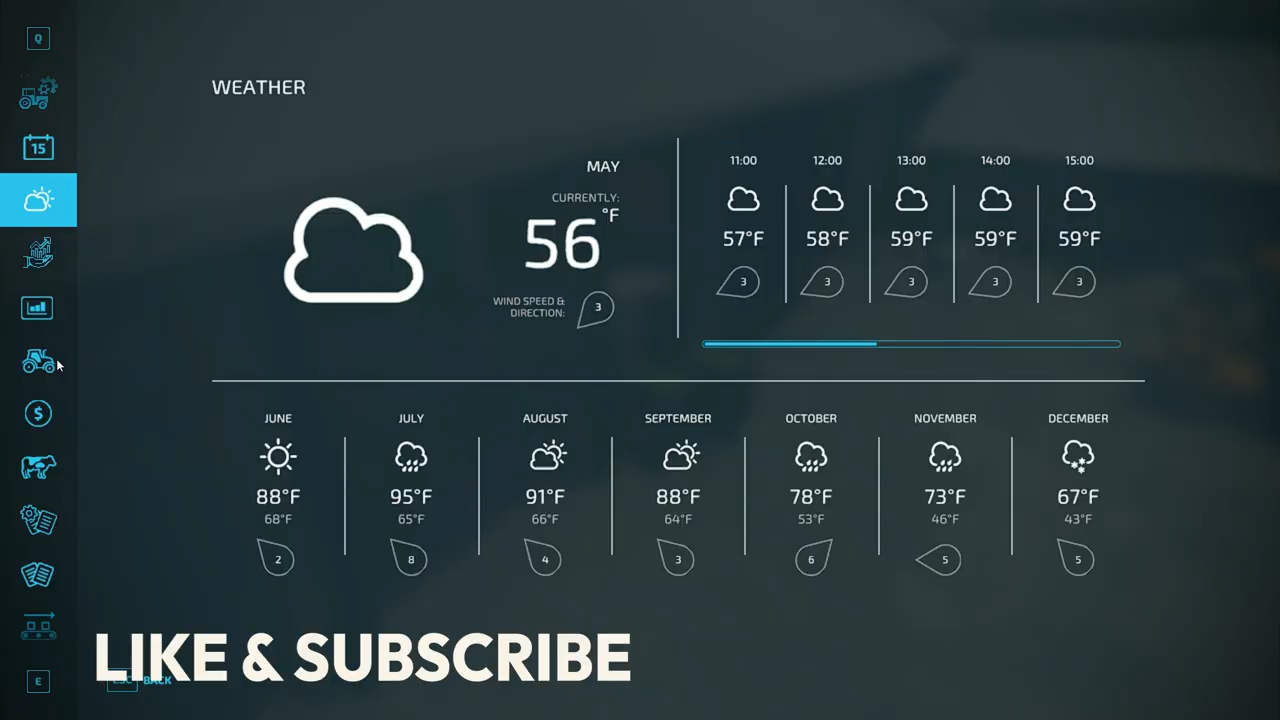 Q
WEATHER
15
MAY
CURRENTLY:
56 °F
WIND SPEED &
DIRECTION:
3
11:00 12:00 13:00 14:00 15:00
57°F 58°F 59°F 59°F 59°F
3 3 3 3 3
$
JUNE JULY AUGUST SEPTEMBER OCTOBER NOVEMBER DECEMBER
88°F 95°F 91°F 88°F 78°F 73°F 67°F
68°F 65°F 66°F 64°F 53°F 46°F 43°F
2 8 4 3 6 5 5
LIKE & SUBSCRIBE
E
ESC BACK